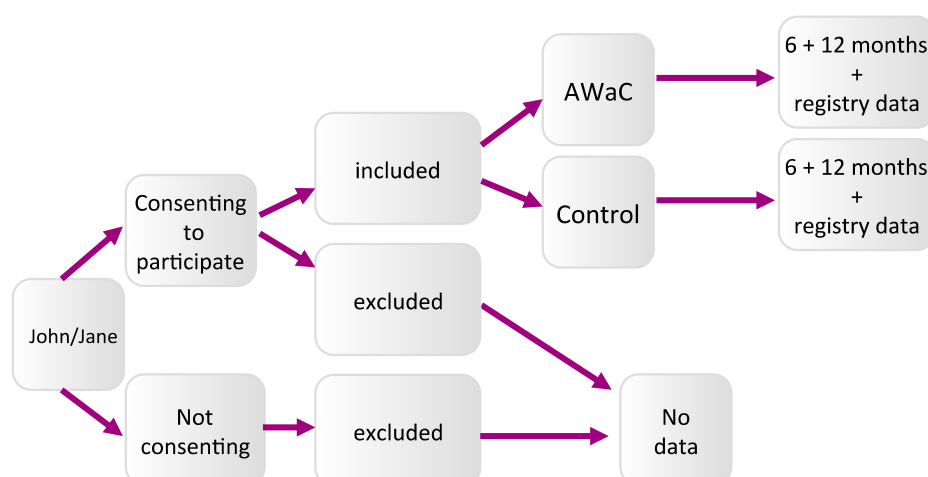 John/Jane
Consenting
to
participate
Not
consenting
included
excluded
excluded
AWaC
Control
6 + 12 months
+
registry data
6 + 12 months
+
registry data
No
data